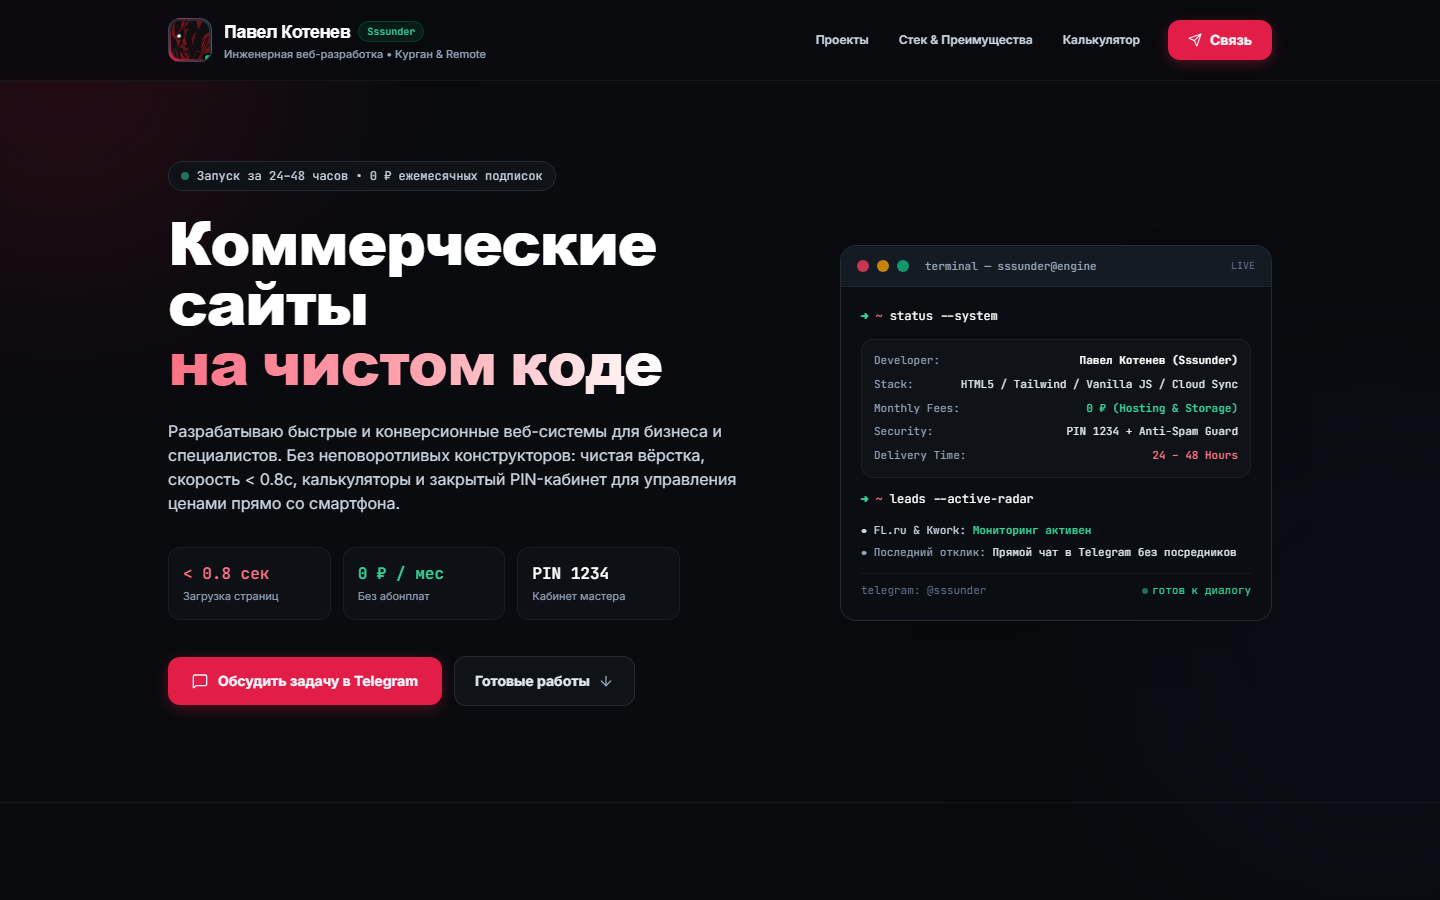 Павел Котенев
Sssunder
Инженерная веб-разработка • Курган & Remote
Проекты
Стек & Преимущества
Калькулятор
Связь
Запуск за 24–48 часов • 0 ₽ ежемесячных подписок
Коммерческие
сайты
на чистом коде
Разрабатываю быстрые и конверсионные веб-системы для бизнеса и
специалистов. Без неповоротливых конструкторов: чистая вёрстка,
скорость < 0.8с, калькуляторы и закрытый PIN-кабинет для управления
ценами прямо со смартфона.
< 0.8 сек
Загрузка страниц
0 ₽ / мес
Без абонплат
PIN 1234
Кабинет мастера
Обсудить задачу в Telegram
Готовые работы ↓
terminal — sssunder@engine
LIVE
➜ ~ status --system
Developer: Павел Котенев (Sssunder)
Stack: HTML5 / Tailwind / Vanilla JS / Cloud Sync
Monthly Fees: 0 ₽ (Hosting & Storage)
Security: PIN 1234 + Anti-Spam Guard
Delivery Time: 24 – 48 Hours
➜ ~ leads --active-radar
● FL.ru & Kwork: Мониторинг активен
● Последний отклик: Прямой чат в Telegram без посредников
telegram: @sssunder
готов к диалогу